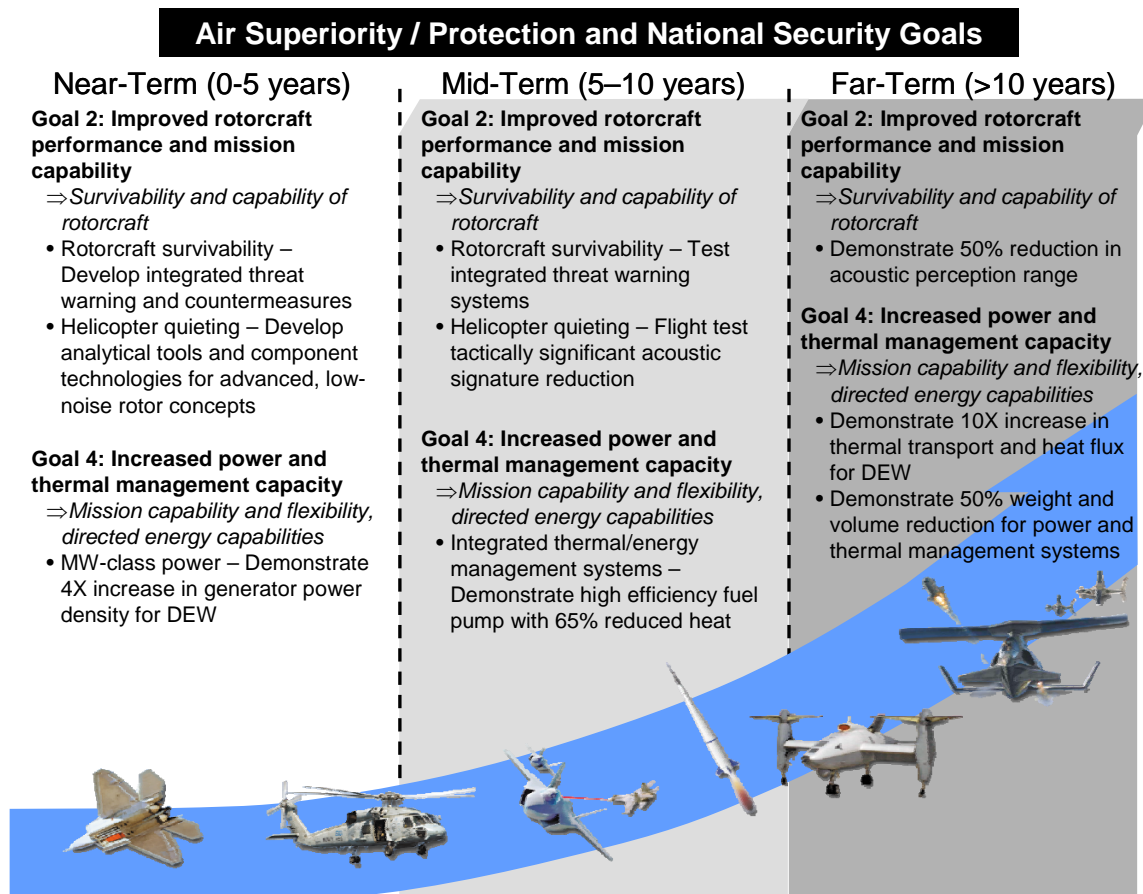 Air Superiority / Protection and National Security Goals
Near-Term (0-5 years)
Goal 2: Improved rotorcraft
performance and mission
capability
⇒Survivability and capability of
rotorcraft
• Rotorcraft survivability –
Develop integrated threat
warning and countermeasures
• Helicopter quieting – Develop
analytical tools and component
technologies for advanced, low-
noise rotor concepts
Goal 4: Increased power and
thermal management capacity
⇒Mission capability and flexibility,
directed energy capabilities
• MW-class power – Demonstrate
4X increase in generator power
density for DEW
Mid-Term (5–10 years)
Goal 2: Improved rotorcraft
performance and mission
capability
⇒Survivability and capability of
rotorcraft
• Rotorcraft survivability – Test
integrated threat warning
systems
• Helicopter quieting – Flight test
tactically significant acoustic
signature reduction
Goal 4: Increased power and
thermal management capacity
⇒Mission capability and flexibility,
directed energy capabilities
• Integrated thermal/energy
management systems –
Demonstrate high efficiency fuel
pump with 65% reduced heat
Far-Term (>10 years)
Goal 2: Improved rotorcraft
performance and mission
capability
⇒Survivability and capability of
rotorcraft
• Demonstrate 50% reduction in
acoustic perception range
Goal 4: Increased power and
thermal management capacity
⇒Mission capability and flexibility,
directed energy capabilities
• Demonstrate 10X increase in
thermal transport and heat flux
for DEW
• Demonstrate 50% weight and
volume reduction for power and
thermal management systems